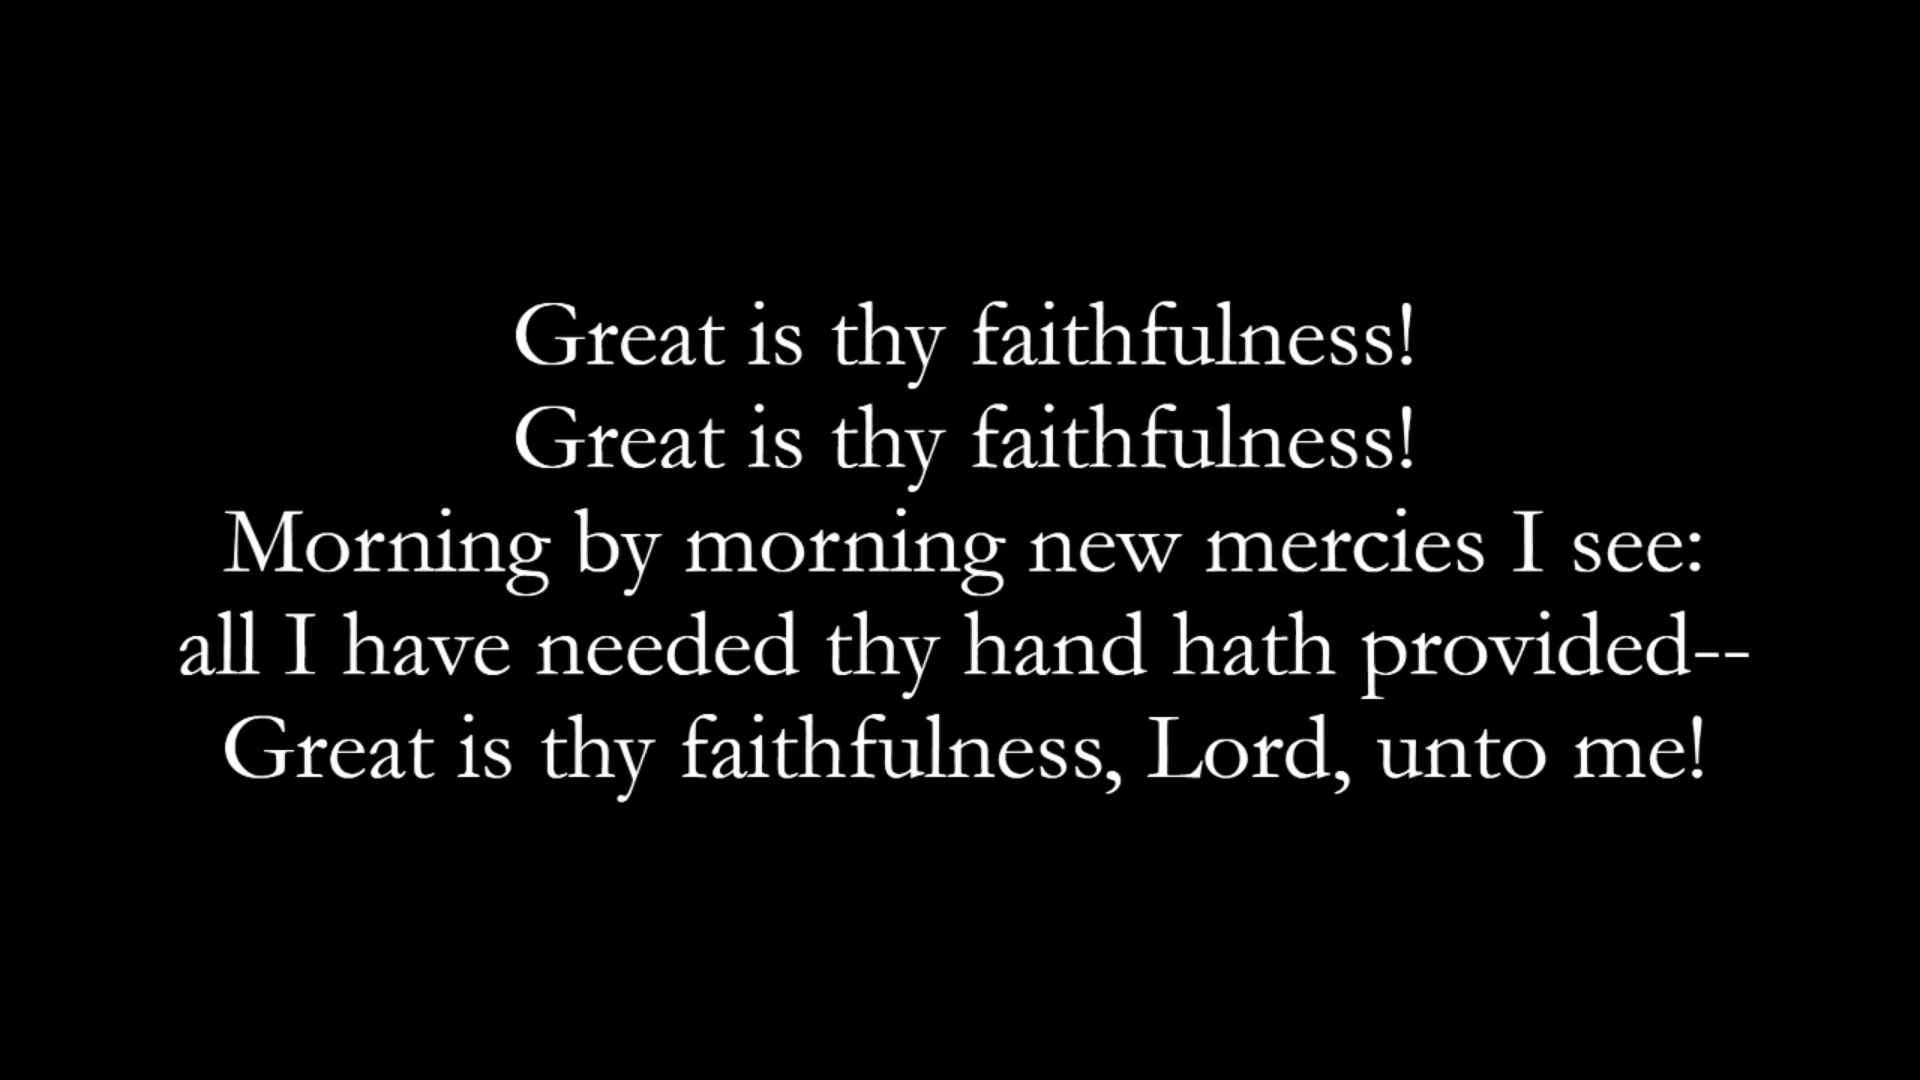 Great is thy faithfulness!
Great is thy faithfulness!
Morning by morning new mercies I see:
all I have needed thy hand hath provided--
Great is thy faithfulness, Lord, unto me!